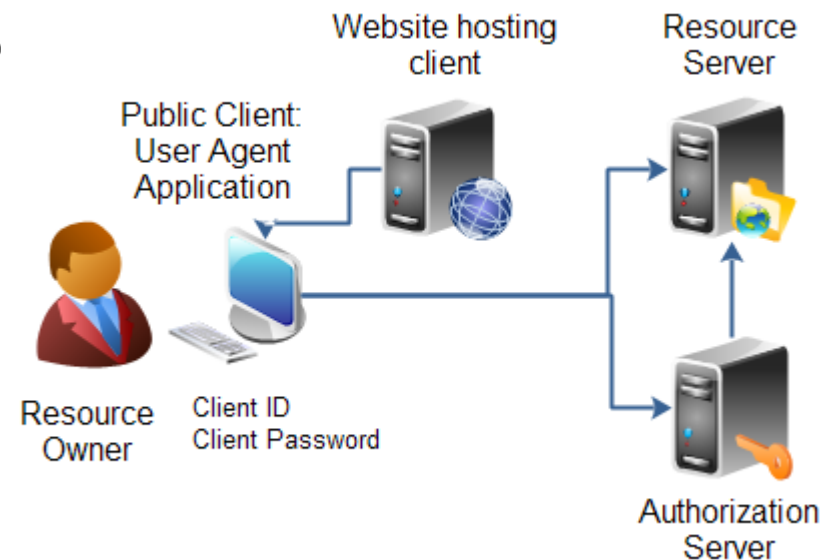 Website hosting
client
Resource
Server
Public Client:
User Agent
Application
Resource
Owner
Client ID
Client Password
Authorization
Server